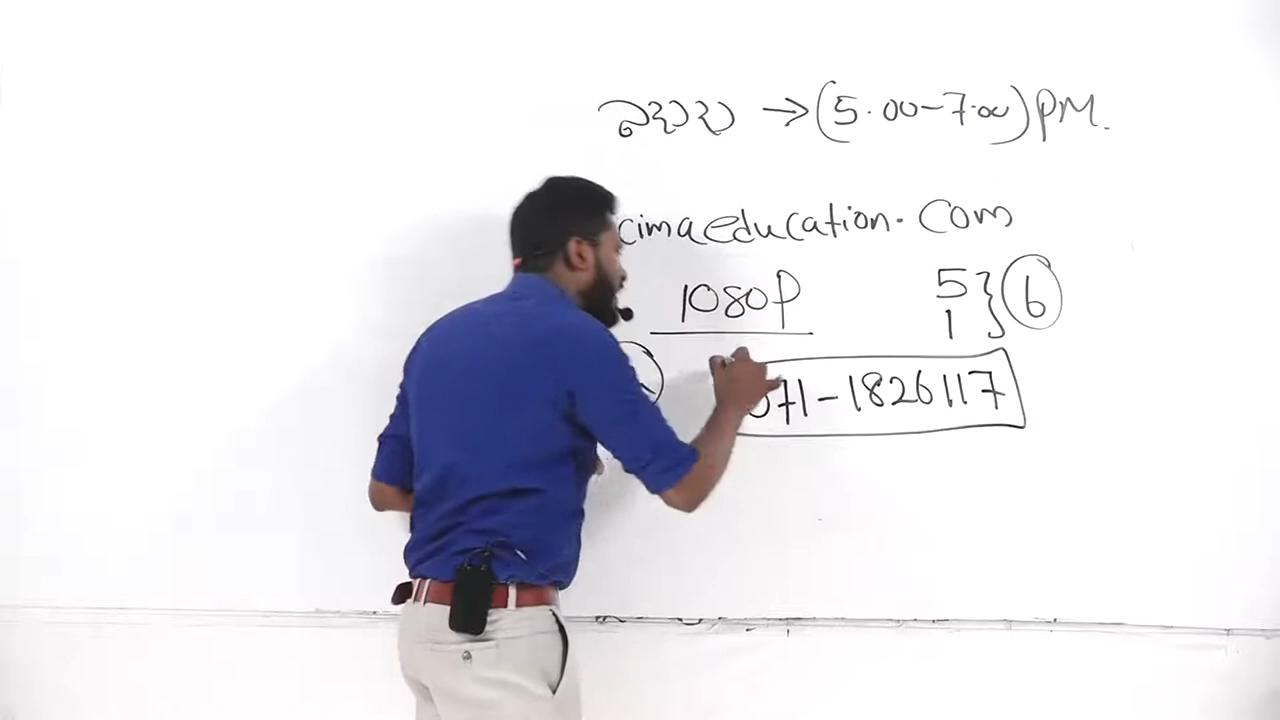 → (5.00-7.00) PM.
cimaeducation.com
1080p
5
1 } 6
071-1826117